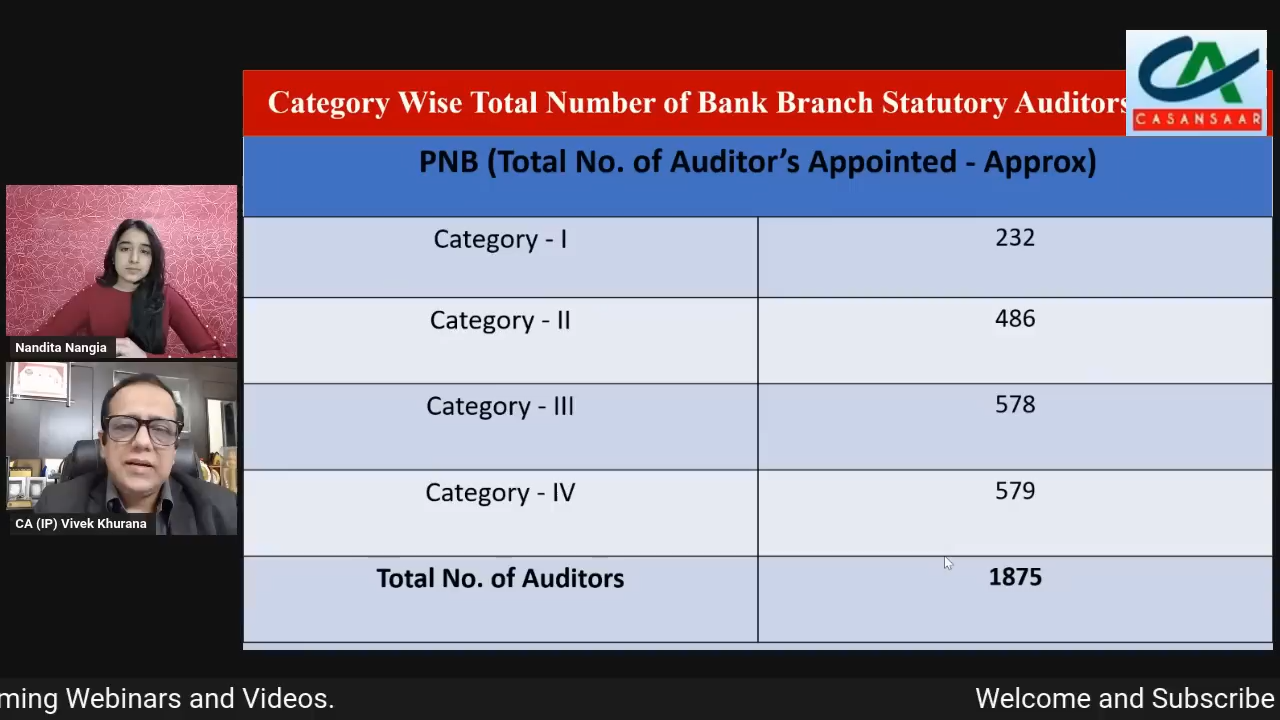 Category Wise Total Number of Bank Branch Statutory Auditors
CA
CASANSAAR
PNB (Total No. of Auditor’s Appointed - Approx)
Category - I
232
Category - II
486
Category - III
578
Category - IV
579
Total No. of Auditors
1875
Nandita Nangia
CA (IP) Vivek Khurana
ming Webinars and Videos.
Welcome and Subscribe